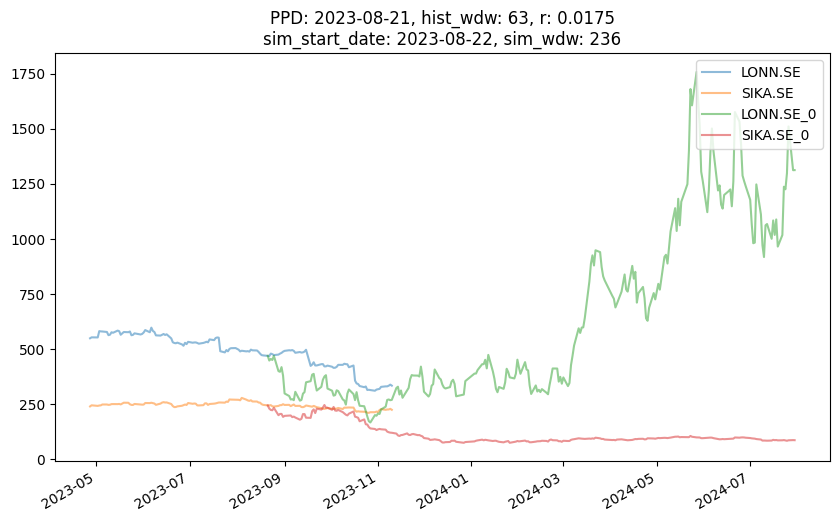 PPD: 2023-08-21, hist_wdw: 63, r: 0.0175
sim_start_date: 2023-08-22, sim_wdw: 236
1750
1500
1250
1000
750
500
250
0
LONN.SE
SIKA.SE
LONN.SE_0
SIKA.SE_0
2023-05
2023-07
2023-09
2023-11
2024-01
2024-03
2024-05
2024-07